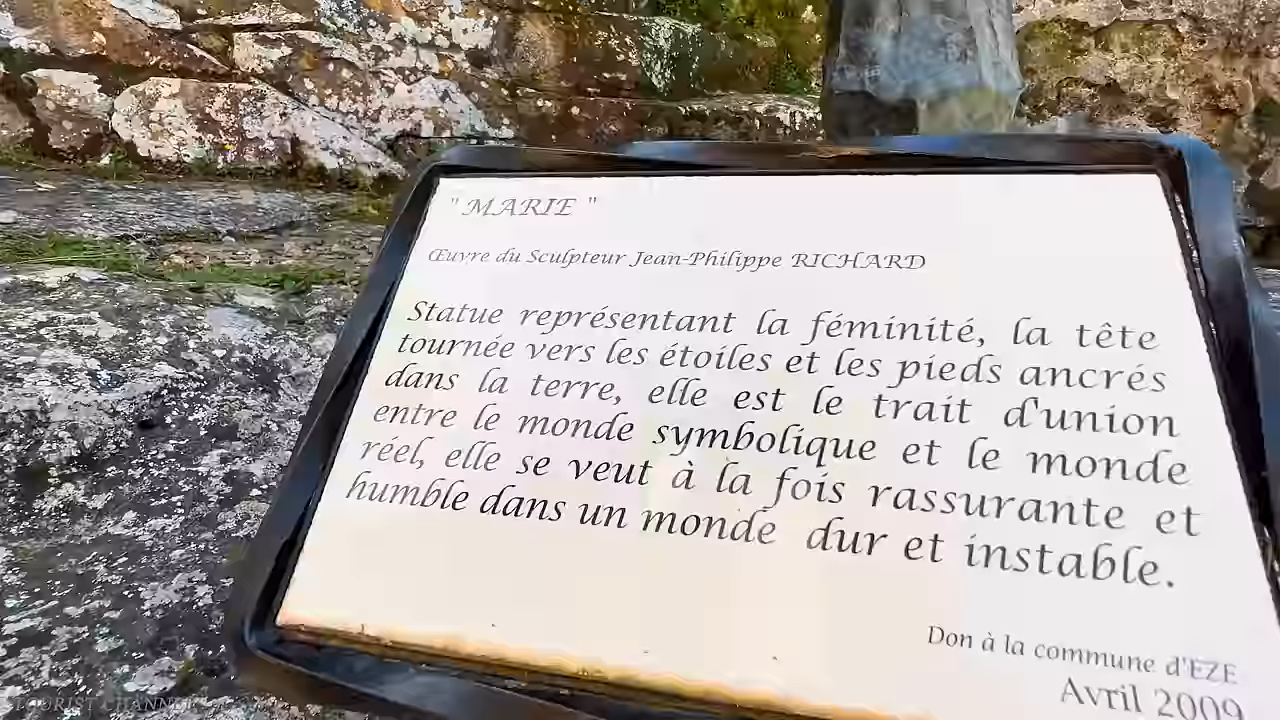 " MARIE "
Œuvre du Sculpteur Jean-Philippe RICHARD
Statue représentant la féminité, la tête
tournée vers les étoiles et les pieds ancrés
dans la terre, elle est le trait d'union
entre le monde symbolique et le monde
réel, elle se veut à la fois rassurante et
humble dans un monde dur et instable.
Don à la commune d'EZE
Avril 2009
TOURIST CHANNEL